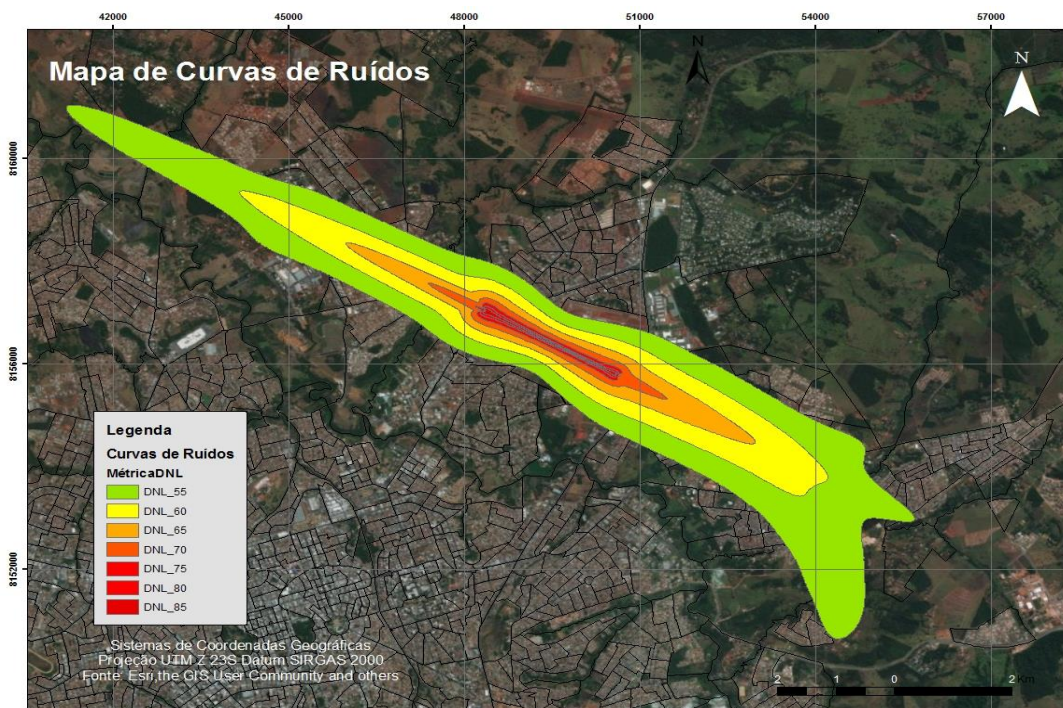 42000 45000 48000 51000 54000 57000
Mapa de Curvas de Ruídos
N
N
8160000
8156000
8152000
Legenda
Curvas de Ruídos
MétricaDNL
DNL_55
DNL_60
DNL_65
DNL_70
DNL_75
DNL_80
DNL_85
Sistemas de Coordenadas Geográficas
Projeção UTM Z 23S Datum SIRGAS 2000
Fonte: Esri,the GIS User Community and others
2 1 0 2 Km